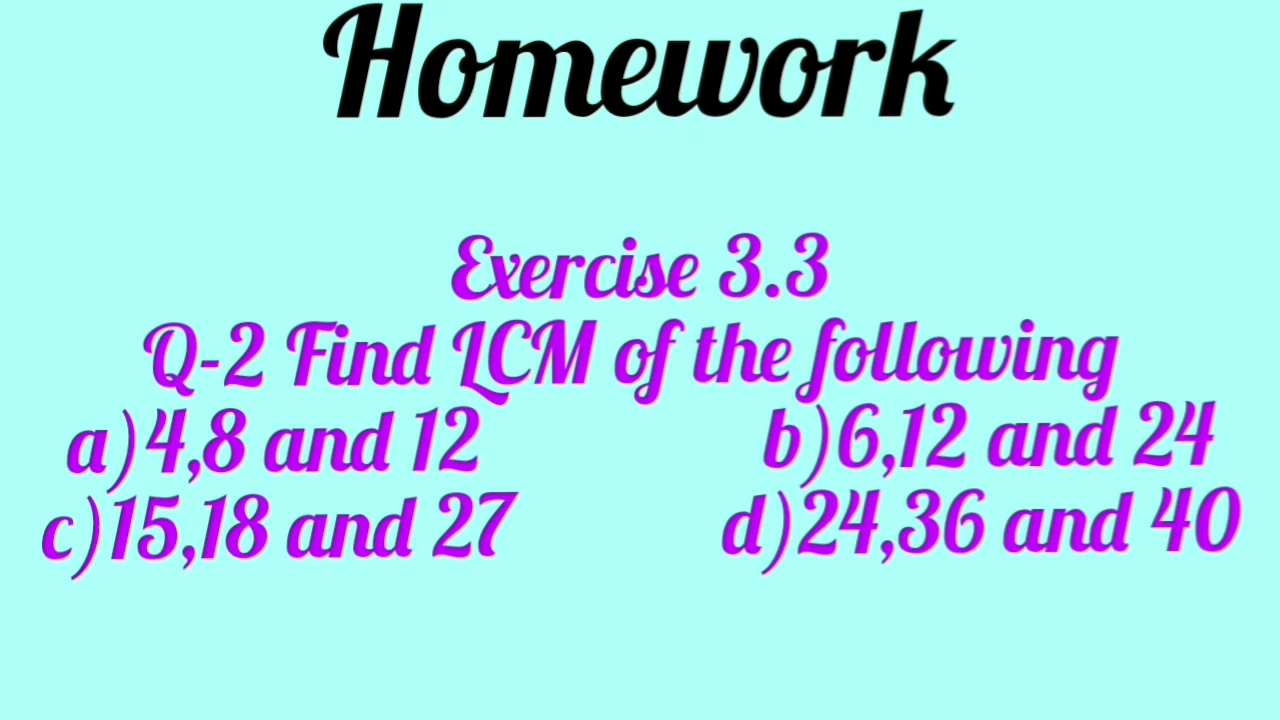 Homework
Exercise 3.3
Q-2 Find LCM of the following
a)4,8 and 12 b)6,12 and 24
c)15,18 and 27 d)24,36 and 40